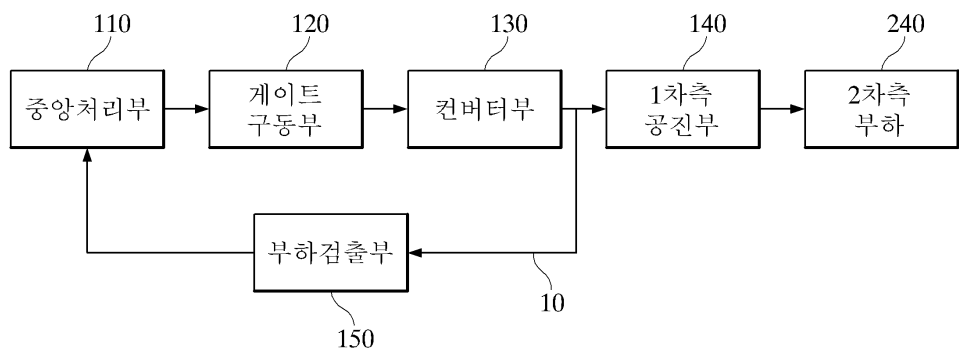 110
120
130
140
240
중앙처리부
게이트
구동부
컨버터부
1차측
공진부
2차측
부하
부하검출부
150
10